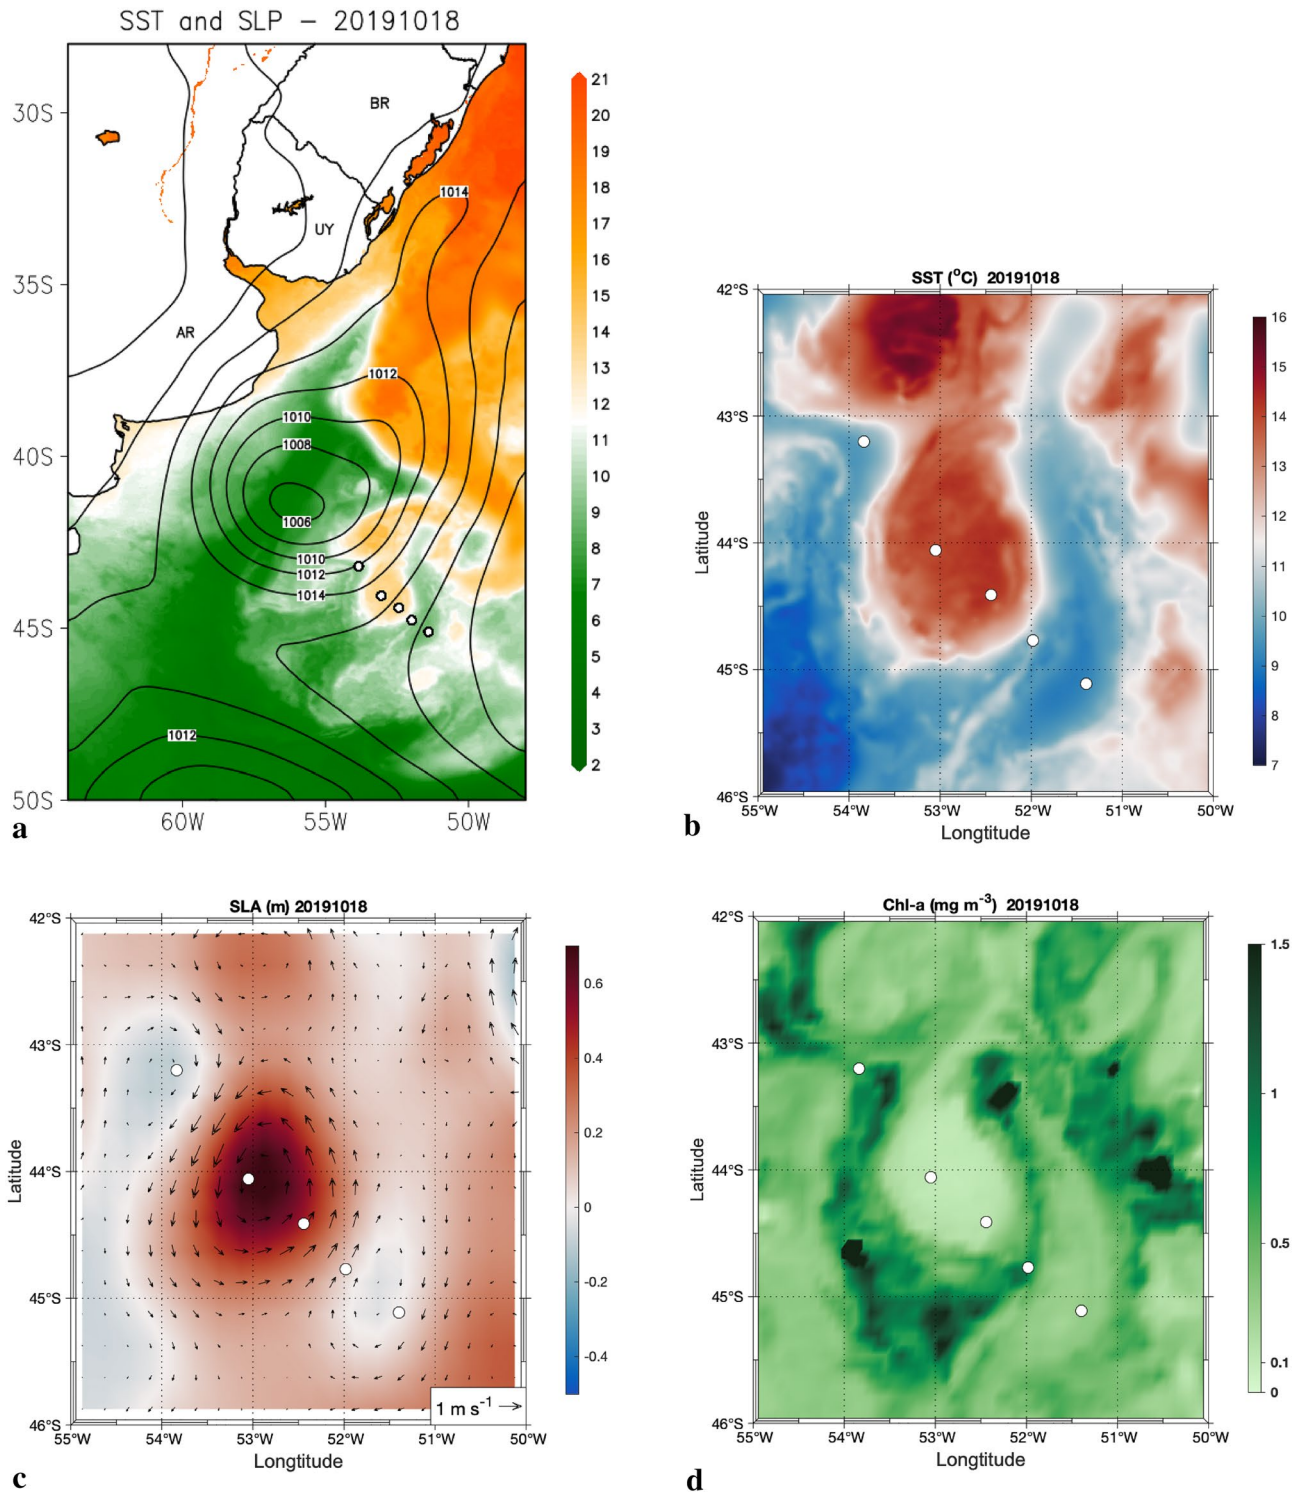 SST and SLP – 20191018
30S
35S
40S
45S
50S
60W
55W
50W
BR
UY
AR
1014
1012
1010
1008
1006
1010
1012
1014
1012
21
20
19
18
17
16
15
14
13
12
11
10
9
8
7
6
5
4
3
2
a
SST (°C) 20191018
42°S
43°S
44°S
45°S
46°S
Latitude
55°W
54°W
53°W
52°W
51°W
50°W
Longtitude
16
15
14
13
12
11
10
9
8
7
b
SLA (m) 20191018
42°S
43°S
44°S
45°S
46°S
Latitude
1 m s⁻¹
55°W
54°W
53°W
52°W
51°W
50°W
Longtitude
0.6
0.4
0.2
0
-0.2
-0.4
c
Chl-a (mg m⁻³) 20191018
42°S
43°S
44°S
45°S
46°S
Latitude
55°W
54°W
53°W
52°W
51°W
50°W
Longtitude
1.5
1
0.5
0.1
0
d